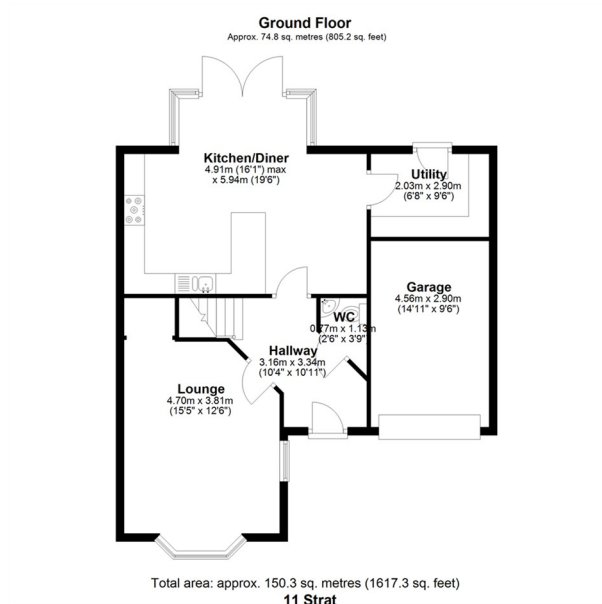 Ground Floor
Approx. 74.8 sq. metres (805.2 sq. feet)
Kitchen/Diner
4.91m (16'1") max
x 5.94m (19'6")
Utility
2.03m x 2.90m
(6'8" x 9'6")
Garage
4.56m x 2.90m
(14'11" x 9'6")
WC
0.77m x 1.13m
(2'6" x 3'9")
Hallway
3.16m x 3.34m
(10'4" x 10'11")
Lounge
4.70m x 3.81m
(15'5" x 12'6")
Total area: approx. 150.3 sq. metres (1617.3 sq. feet)
11 Strat